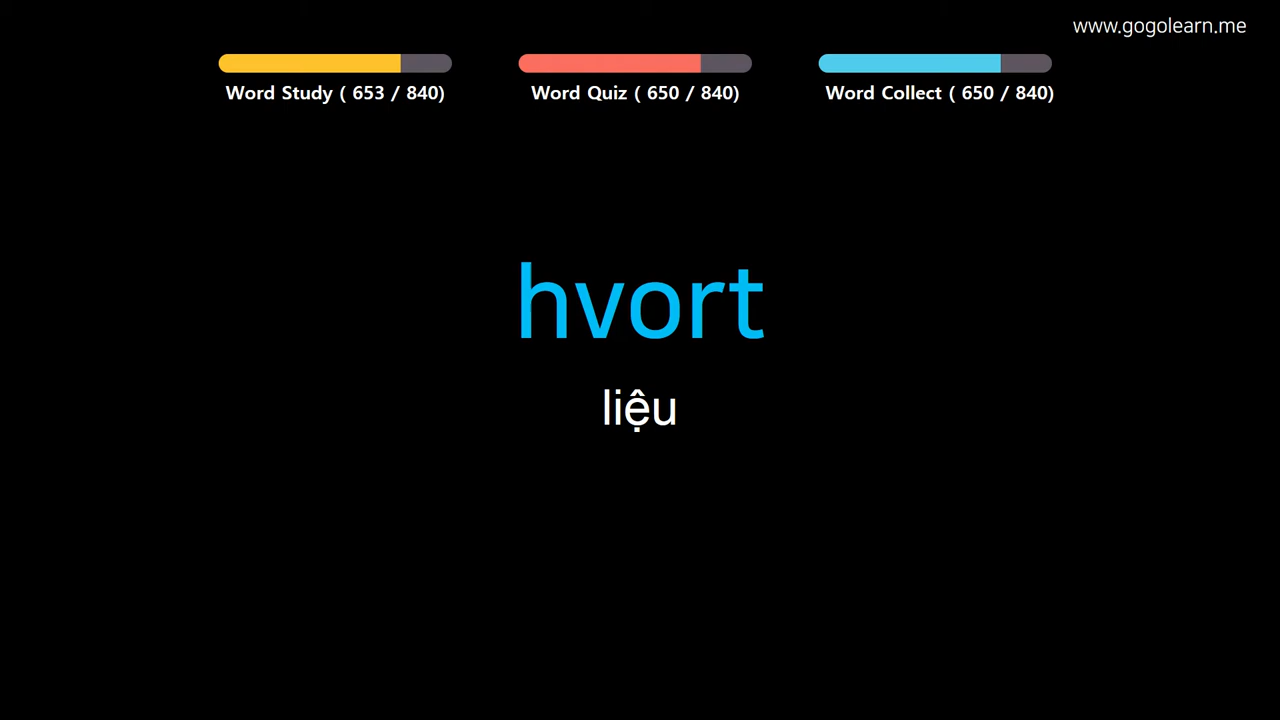 www.gogolearn.me
Word Study ( 653 / 840)
Word Quiz ( 650 / 840)
Word Collect ( 650 / 840)
hvort
liệu